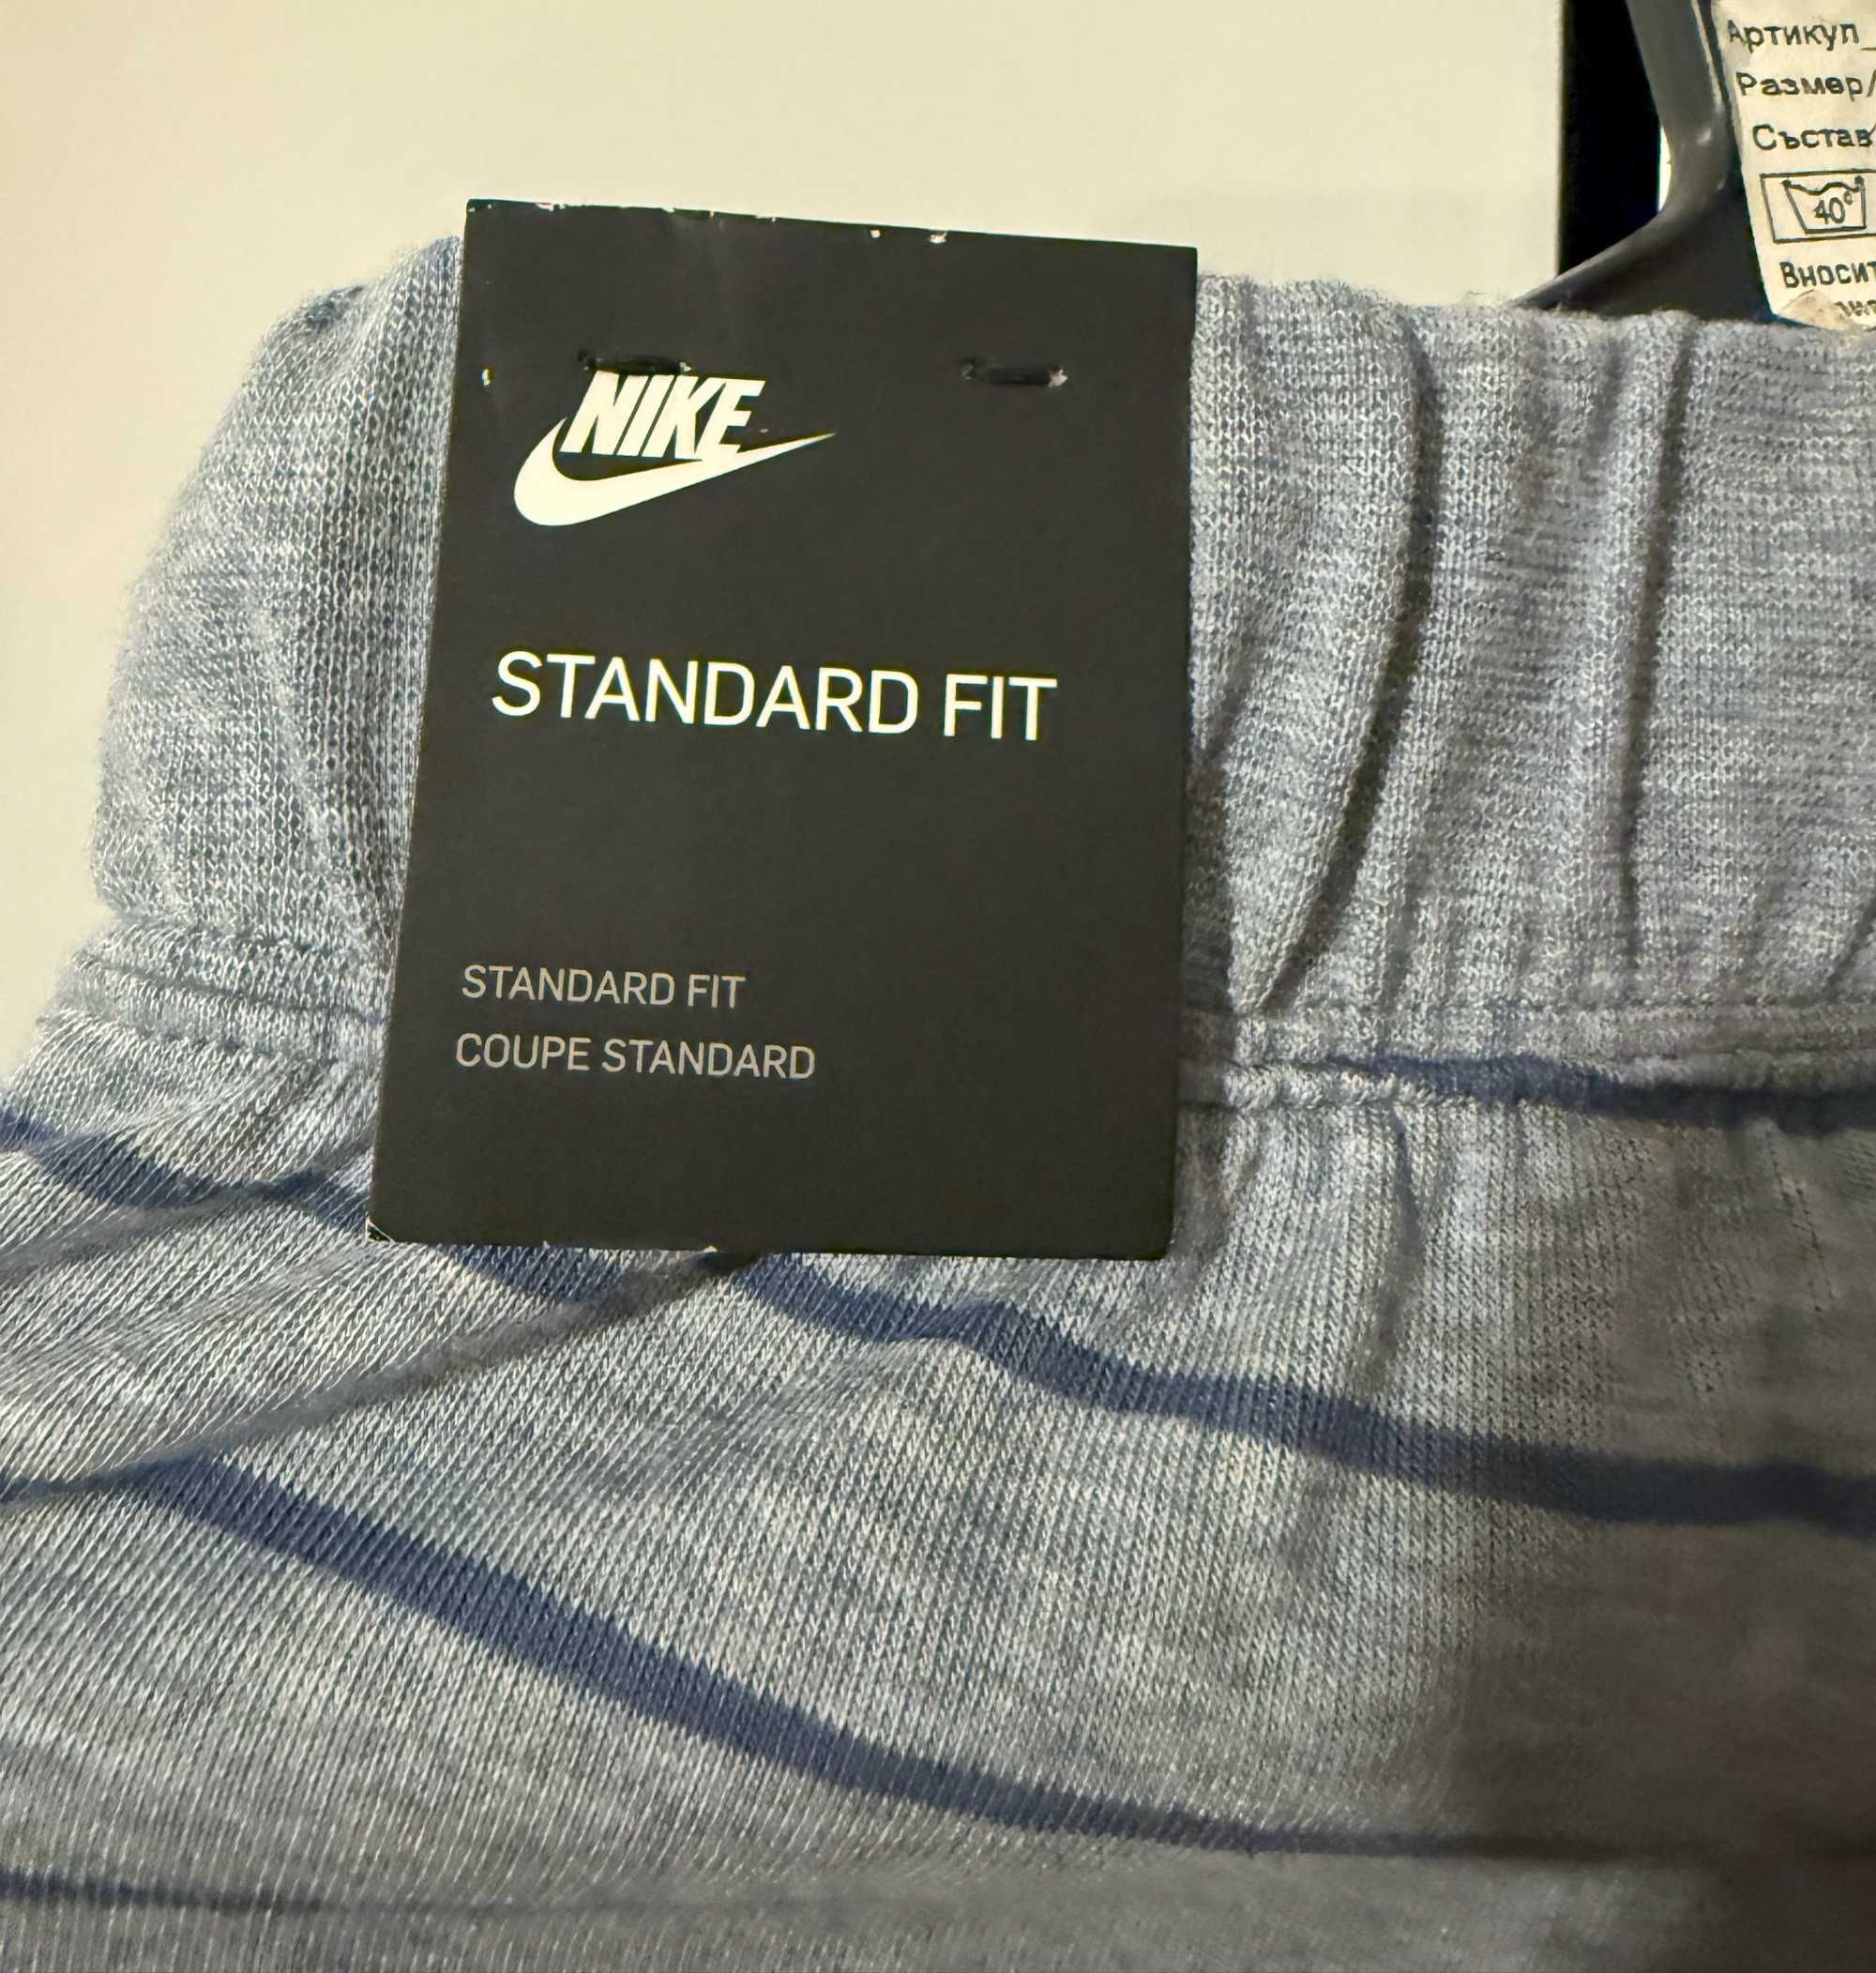 NIKE
STANDARD FIT
STANDARD FIT
COUPE STANDARD
Артикул
Размер/
Състав
40°
Вносит